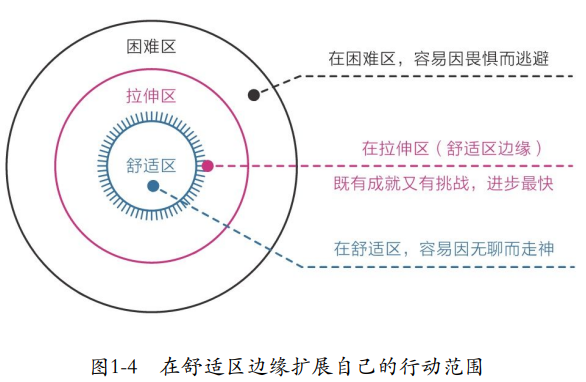 困难区
在困难区，容易因畏惧而逃避
拉伸区
在拉伸区（舒适区边缘）
舒适区
既有成就又有挑战，进步最快
在舒适区，容易因无聊而走神
图1-4 在舒适区边缘扩展自己的行动范围